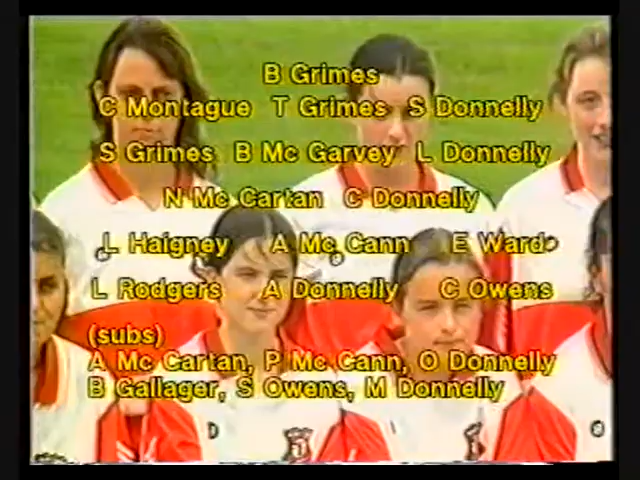 B Grimes
C Montague T Grimes S Donnelly
S Grimes B Mc Garvey L Donnelly
N Mc Cartan C Donnelly
L Haigney A Mc Cann E Ward
L Rodgers A Donnelly C Owens
(subs)
A Mc Cartan, P Mc Cann, O Donnelly
B Gallager, S Owens, M Donnelly